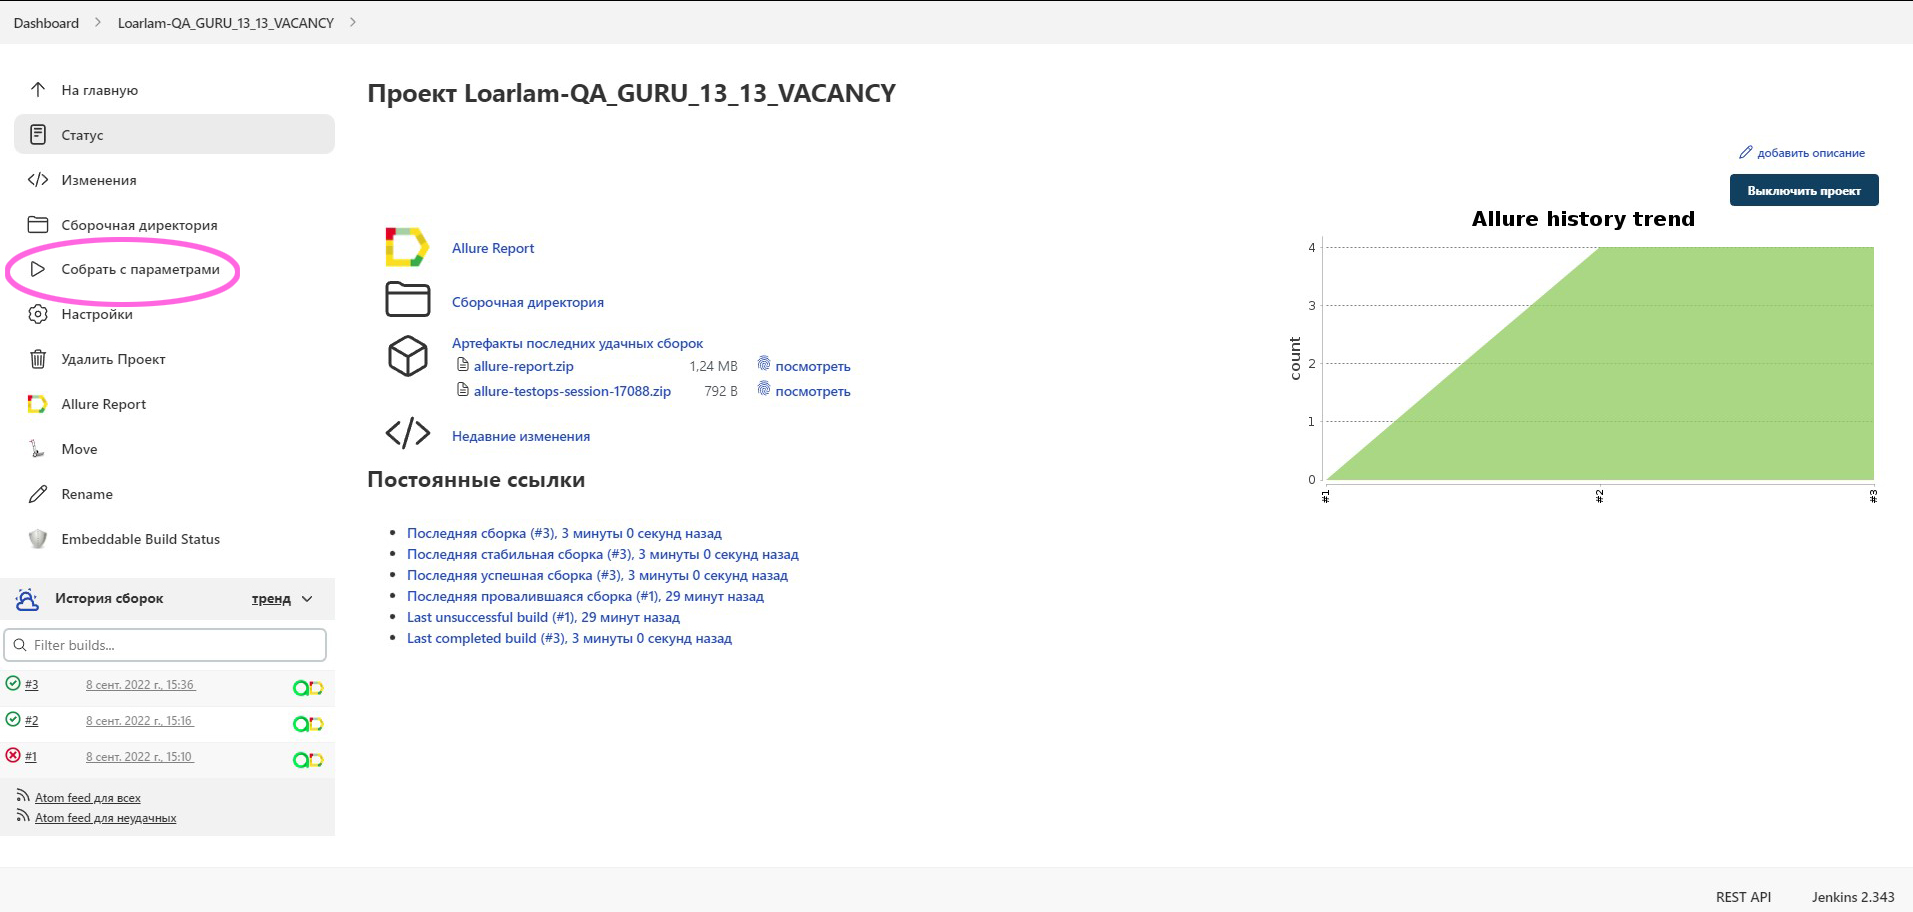 Dashboard > Loarlam-QA_GURU_13_13_VACANCY >
На главную
Статус
Изменения
Сборочная директория
Собрать с параметрами
Настройки
Удалить Проект
Allure Report
Move
Rename
Embeddable Build Status
История сборок тренд
Filter builds...
#3 8 сент. 2022 г., 15:36
#2 8 сент. 2022 г., 15:16
#1 8 сент. 2022 г., 15:10
Atom feed для всех
Atom feed для неудачных
Проект Loarlam-QA_GURU_13_13_VACANCY
добавить описание
Выключить проект
Allure Report
Сборочная директория
Артефакты последних удачных сборок
allure-report.zip 1,24 MB посмотреть
allure-testops-session-17088.zip 792 B посмотреть
Недавние изменения
Постоянные ссылки
Последняя сборка (#3), 3 минуты 0 секунд назад
Последняя стабильная сборка (#3), 3 минуты 0 секунд назад
Последняя успешная сборка (#3), 3 минуты 0 секунд назад
Последняя провалившаяся сборка (#1), 29 минут назад
Last unsuccessful build (#1), 29 минут назад
Last completed build (#3), 3 минуты 0 секунд назад
Allure history trend
count
4
3
2
1
0
#1 #2 #3
REST API Jenkins 2.343